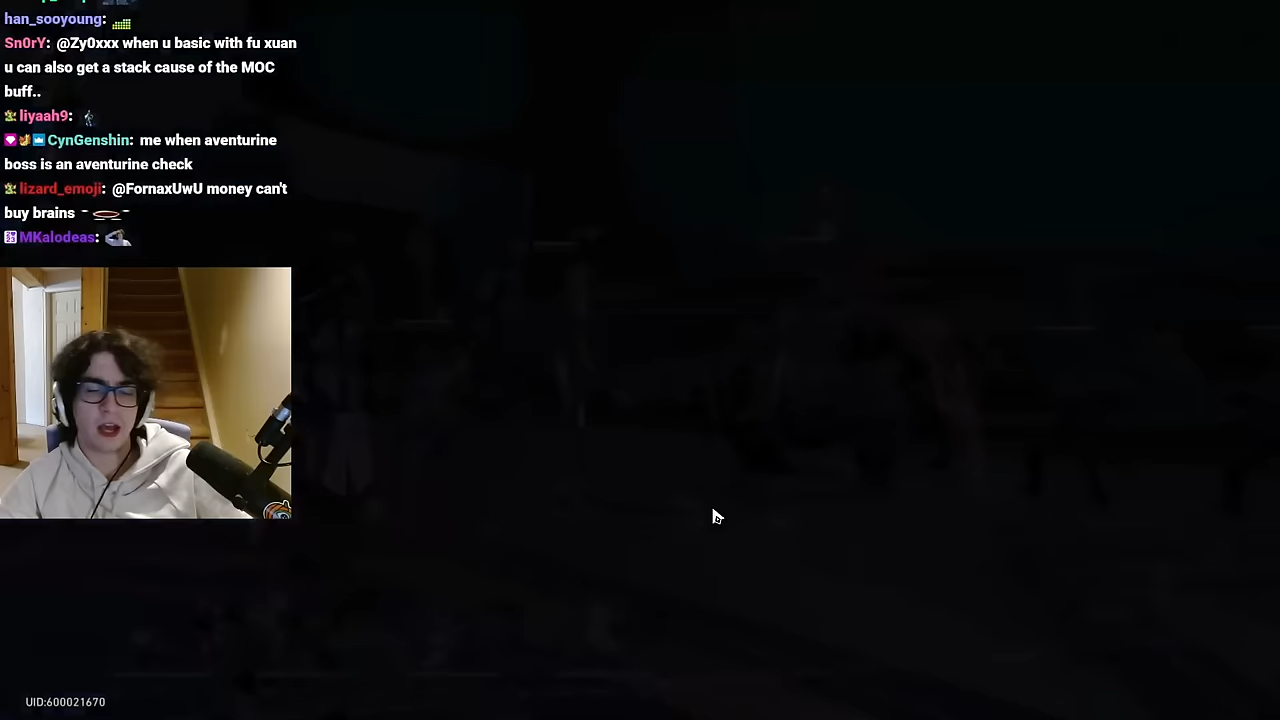 han_sooyoung:
Sn0rY: @Zy0xxx when u basic with fu xuan
u can also get a stack cause of the MOC
buff..
liyaah9:
CynGenshin: me when aventurine
boss is an aventurine check
lizard_emoji: @FornaxUwU money can't
buy brains
MKalodeas:
UID:600021670